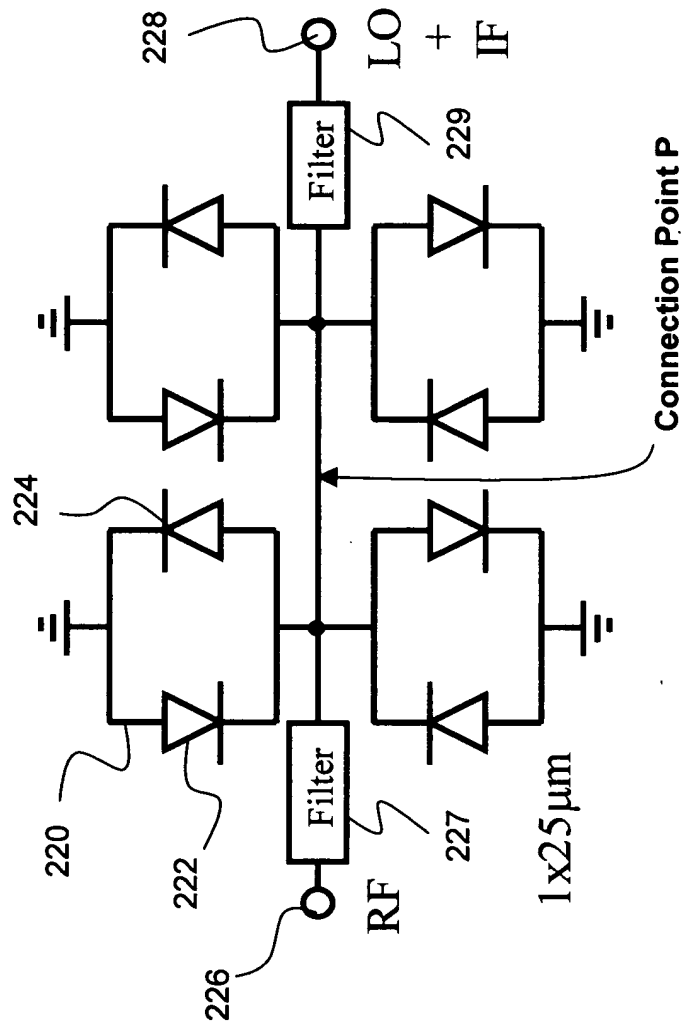 224
220
222
228
Filter
Filter
226
227
229
RF
LO
+
IF
1x25µm
Connection Point P